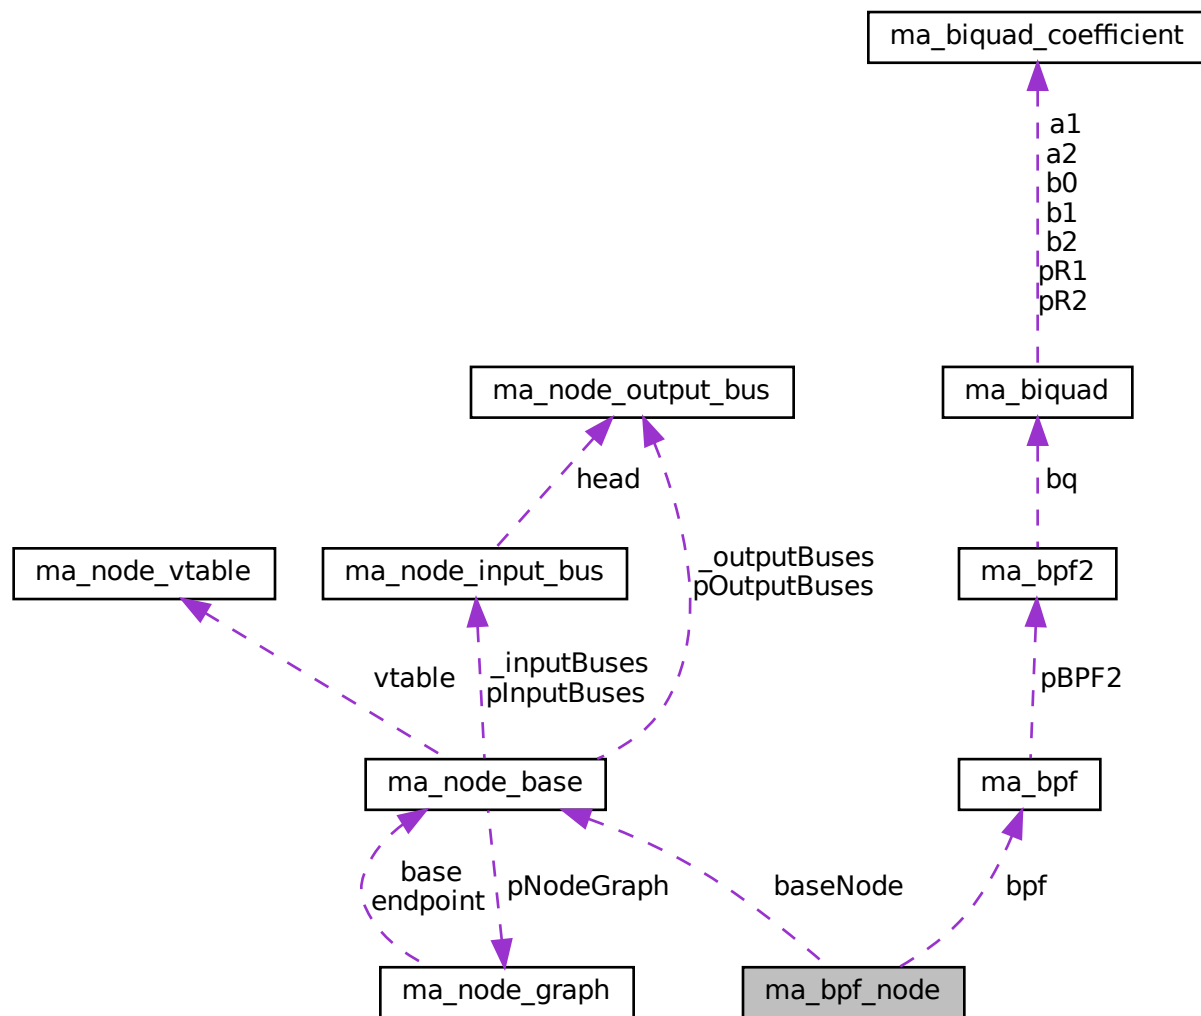 ma_biquad_coefficient
a1
a2
b0
b1
b2
pR1
pR2
ma_node_output_bus
ma_biquad
head
bq
_outputBuses
pOutputBuses
ma_node_vtable
ma_node_input_bus
ma_bpf2
vtable
_inputBuses
pInputBuses
pBPF2
ma_node_base
ma_bpf
base
endpoint
pNodeGraph
baseNode
bpf
ma_node_graph
ma_bpf_node